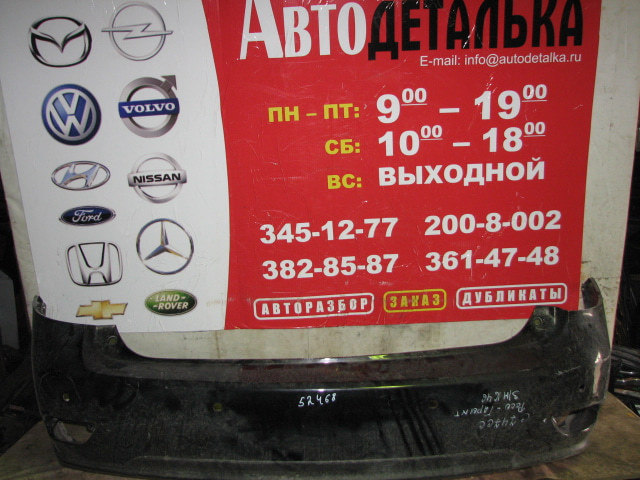 АвтоДЕТАЛЬКА
E-mail: info@autodetalka.ru
ПН – ПТ: 9⁰⁰ – 19⁰⁰
СБ: 10⁰⁰ – 18⁰⁰
ВС: ВЫХОДНОЙ
345-12-77 200-8-002
382-85-87 361-47-48
АВТОРАЗБОР ЗАКАЗ ДУБЛИКАТЫ
VOLVO
NISSAN
Ford
LAND-
ROVER
52468